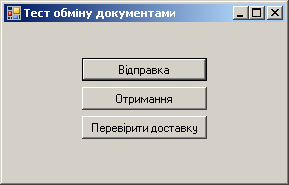 Тест обміну документами
Відправка
Отримання
Перевірити доставку